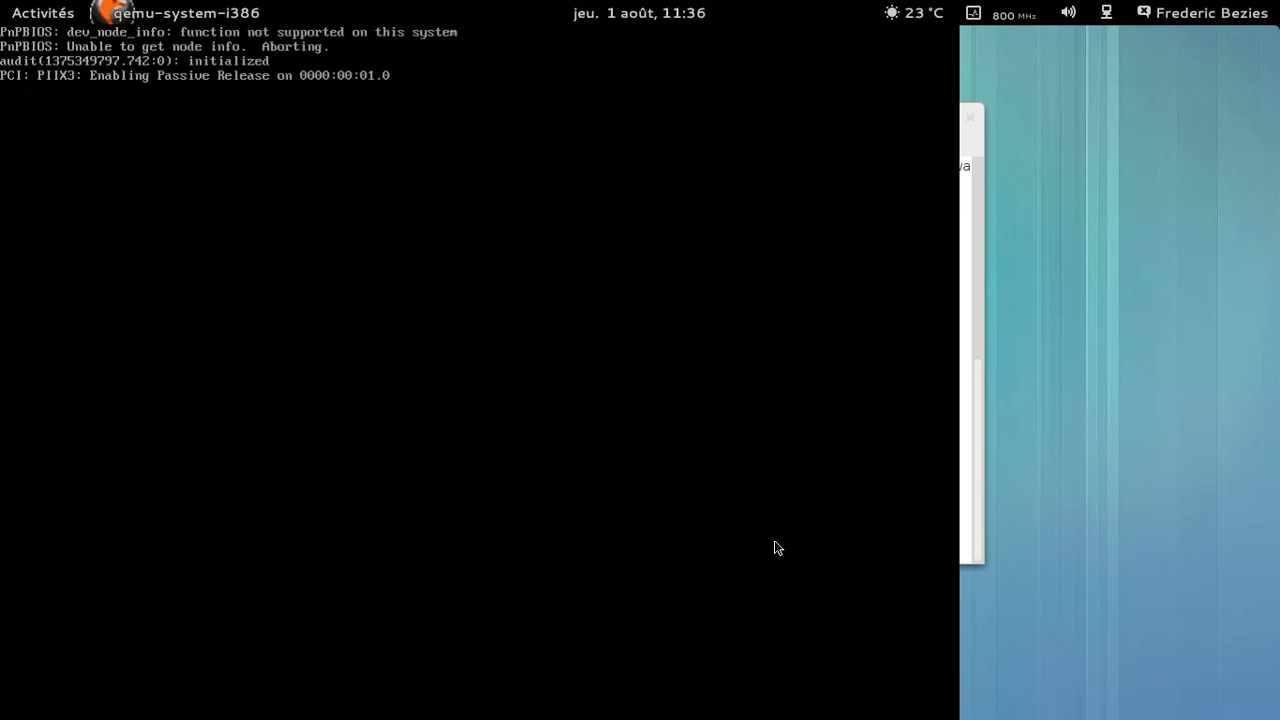 Activités qemu-system-i386 jeu. 1 août, 11:36 23 °C 800 MHz Frederic Bezies
PnPBIOS: dev_node_info: function not supported on this system
PnPBIOS: Unable to get node info.  Aborting.
audit(1375349797.742:0): initialized
PCI: PIIX3: Enabling Passive Release on 0000:00:01.0